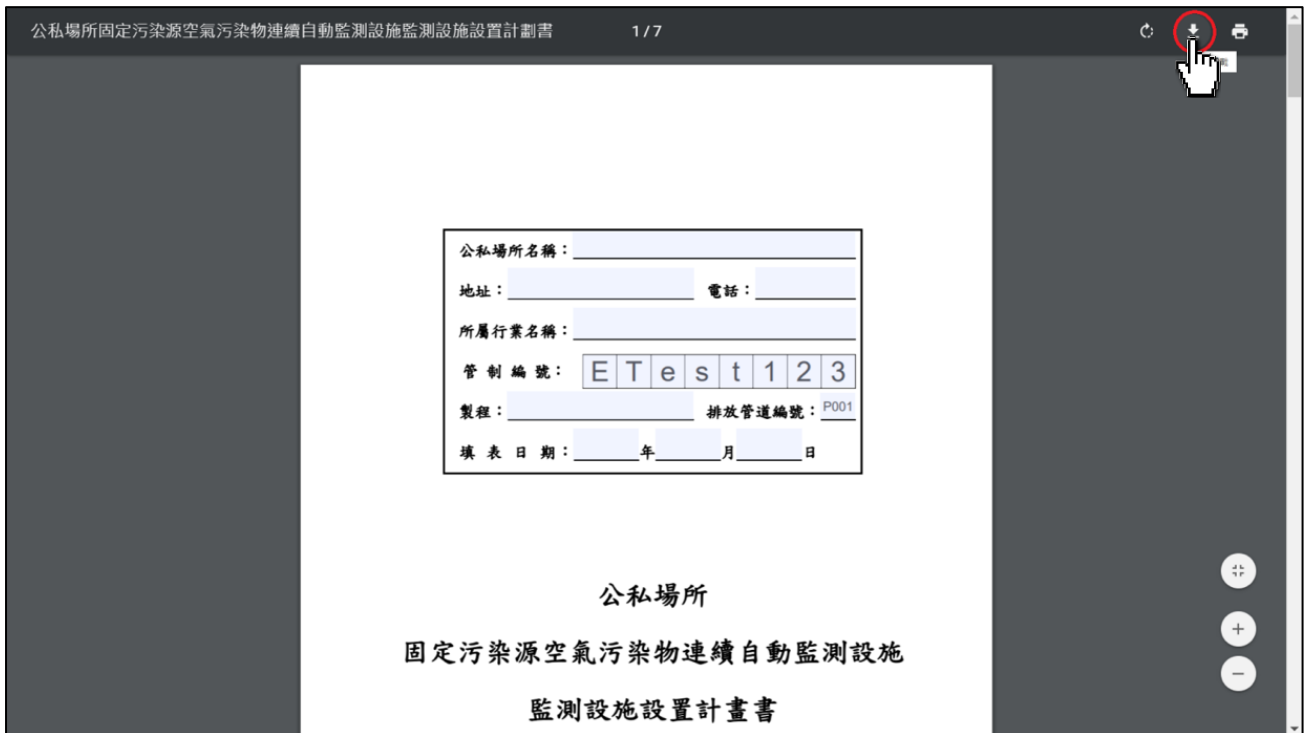 公私場所固定污染源空氣污染物連續自動監測設施監測設施設置計劃書 1/7
公私場所名稱：
地址： 電話：
所屬行業名稱：
管制編號： ETest123
製程： 排放管道編號：P001
填表日期： 年 月 日
公私場所
固定污染源空氣污染物連續自動監測設施
監測設施設置計畫書